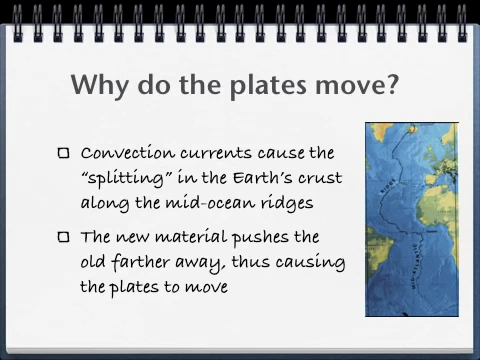 Why do the plates move?
Convection currents cause the
“splitting” in the Earth’s crust
along the mid-ocean ridges
The new material pushes the
old farther away, thus causing
the plates to move
RIDGE